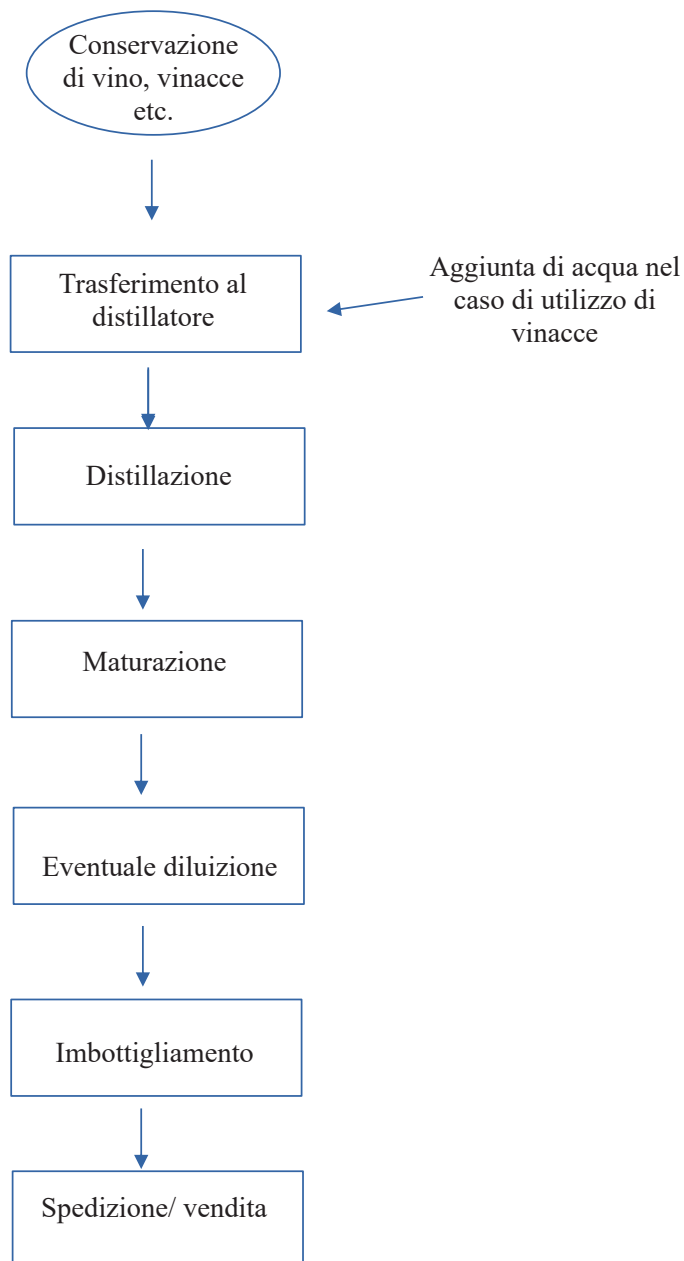 Conservazione
di vino, vinacce
etc.
Trasferimento al
distillatore
Aggiunta di acqua nel
caso di utilizzo di
vinacce
Distillazione
Maturazione
Eventuale diluizione
Imbottigliamento
Spedizione/ vendita